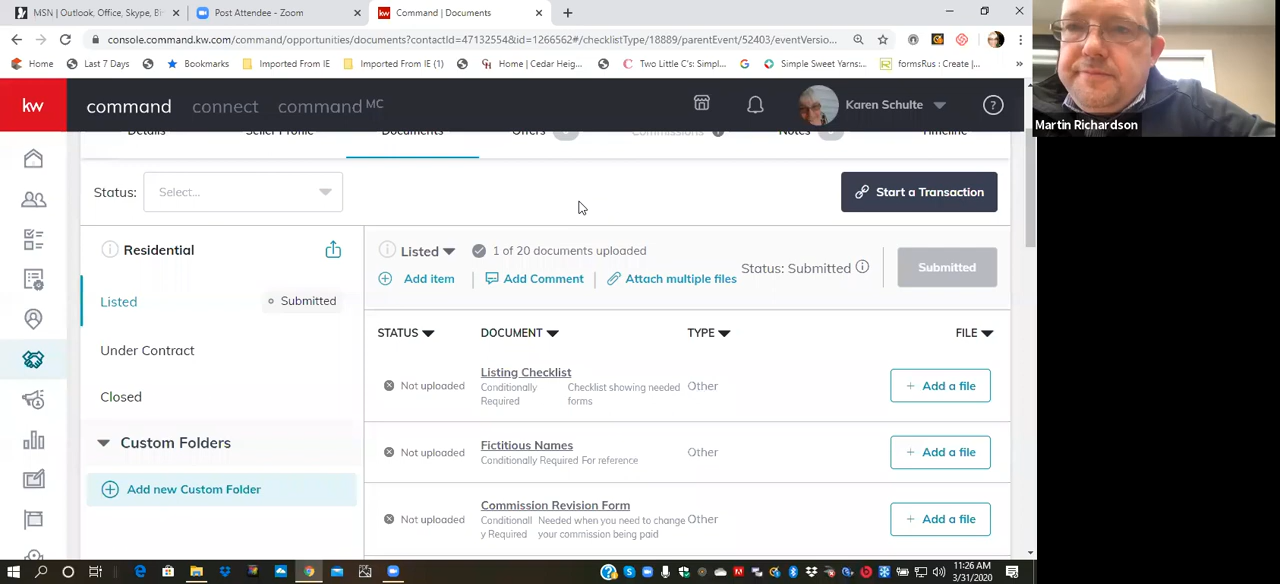 MSN | Outlook, Office, Skype, Bi
Post Attendee - Zoom
Command | Documents
console.command.kw.com/command/opportunities/documents?contactId=47132554&id=1266562#/checklistType/18889/parentEvent/52403/eventVersio...
Home
Last 7 Days
Bookmarks
Imported From IE
Imported From IE (1)
Home | Cedar Heig...
Two Little C's: Simpl...
Simple Sweet Yarns:...
formsRus : Create |...
Martin Richardson
kw
command
connect
command MC
Karen Schulte
Details
Seller Profile
Documents
Offers
Commissions
Notes
Timeline
Status:
Select...
Start a Transaction
Residential
Listed
1 of 20 documents uploaded
Status: Submitted
Submitted
Add item
Add Comment
Attach multiple files
Listed
Submitted
Under Contract
Closed
Custom Folders
Add new Custom Folder
STATUS
DOCUMENT
TYPE
FILE
Not uploaded
Listing Checklist
Conditionally Required
Checklist showing needed forms
Other
+ Add a file
Not uploaded
Fictitious Names
Conditionally Required For reference
Other
+ Add a file
Not uploaded
Commission Revision Form
Conditionall y Required
Needed when you need to change your commission being paid
Other
+ Add a file
11:26 AM
3/31/2020